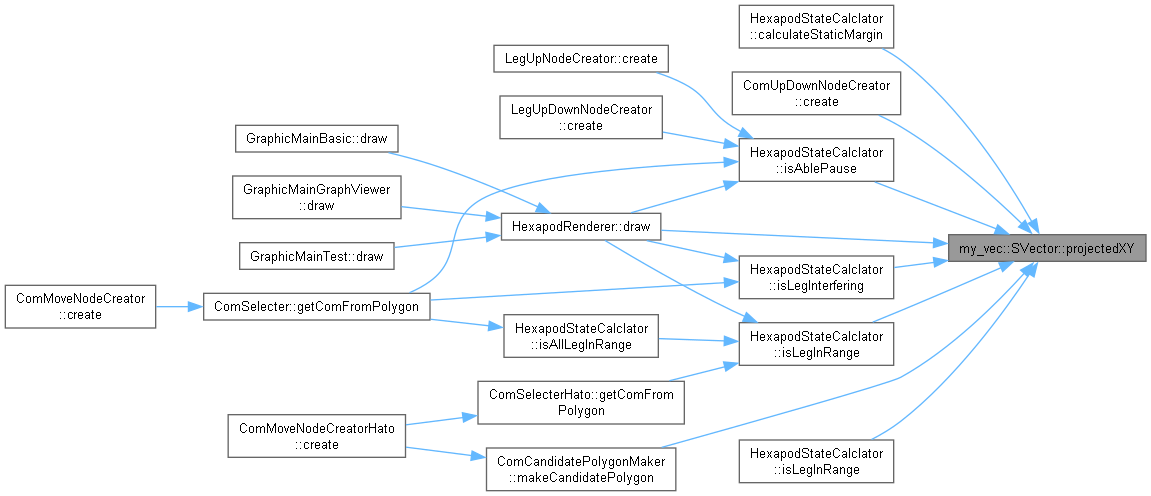 HexapodStateCalclator
::calculateStaticMargin
LegUpNodeCreator::create
ComUpDownNodeCreator
::create
LegUpDownNodeCreator
::create
GraphicMainBasic::draw
HexapodStateCalclator
::isAblePause
GraphicMainGraphViewer
::draw
HexapodRenderer::draw
my_vec::SVector::projectedXY
GraphicMainTest::draw
HexapodStateCalclator
::isLegInterfering
ComMoveNodeCreator
::create
ComSelecter::getComFromPolygon
HexapodStateCalclator
::isAllLegInRange
HexapodStateCalclator
::isLegInRange
ComSelecterHato::getComFrom
Polygon
ComMoveNodeCreatorHato
::create
ComCandidatePolygonMaker
::makeCandidatePolygon
HexapodStateCalclator
::isLegInRange